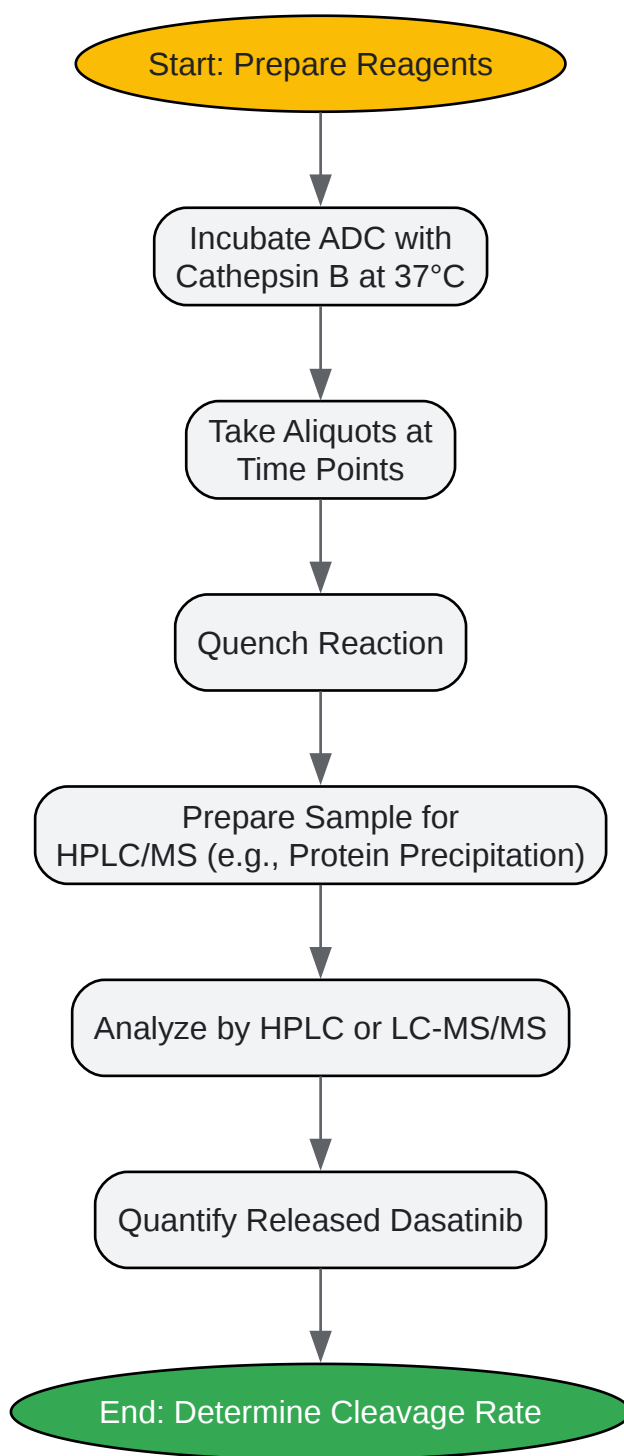 Start: Prepare Reagents
Incubate ADC with
Cathepsin B at 37°C
Take Aliquots at
Time Points
Quench Reaction
Prepare Sample for
HPLC/MS (e.g., Protein Precipitation)
Analyze by HPLC or LC-MS/MS
Quantify Released Dasatinib
End: Determine Cleavage Rate